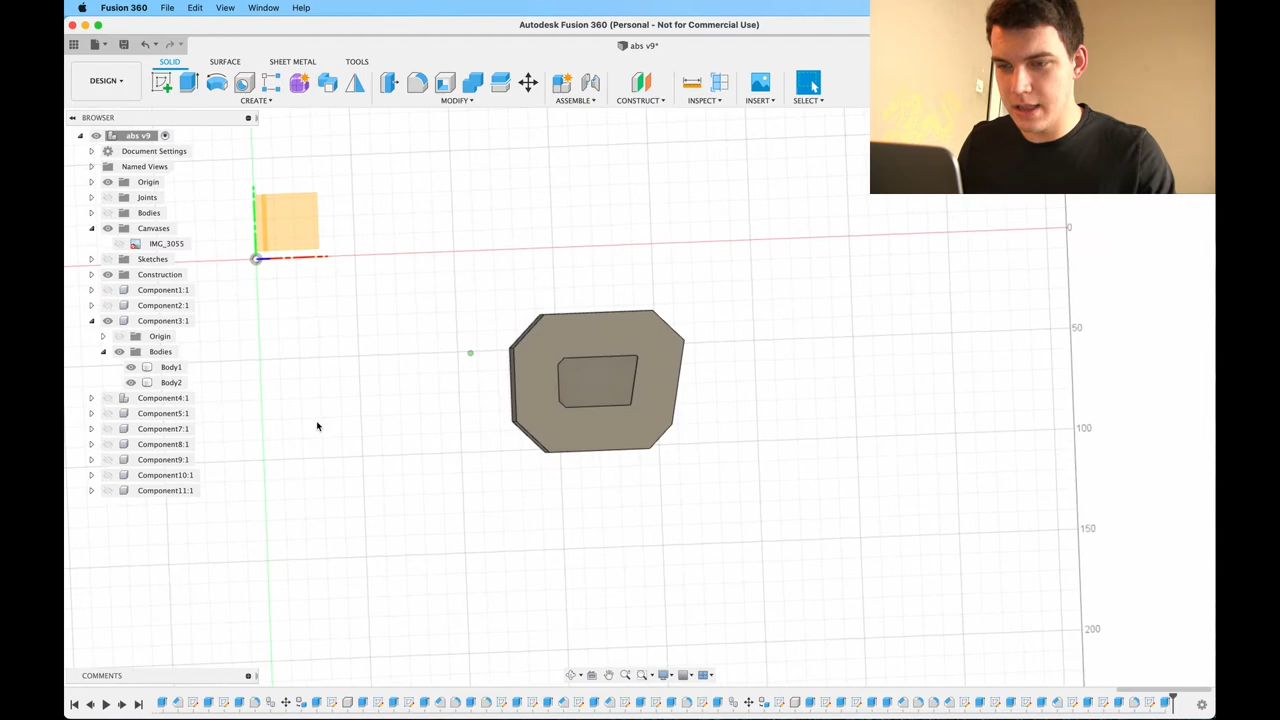 Fusion 360 File Edit View Window Help
Autodesk Fusion 360 (Personal - Not for Commercial Use)
abs v9*
SOLID SURFACE SHEET METAL TOOLS
DESIGN
CREATE MODIFY ASSEMBLE CONSTRUCT INSPECT INSERT SELECT
BROWSER
abs v9
Document Settings
Named Views
Origin
Joints
Bodies
Canvases
IMG_3055
Sketches
Construction
Component1:1
Component2:1
Component3:1
Origin
Bodies
Body1
Body2
Component4:1
Component5:1
Component7:1
Component8:1
Component9:1
Component10:1
Component11:1
0
50
100
150
200
COMMENTS